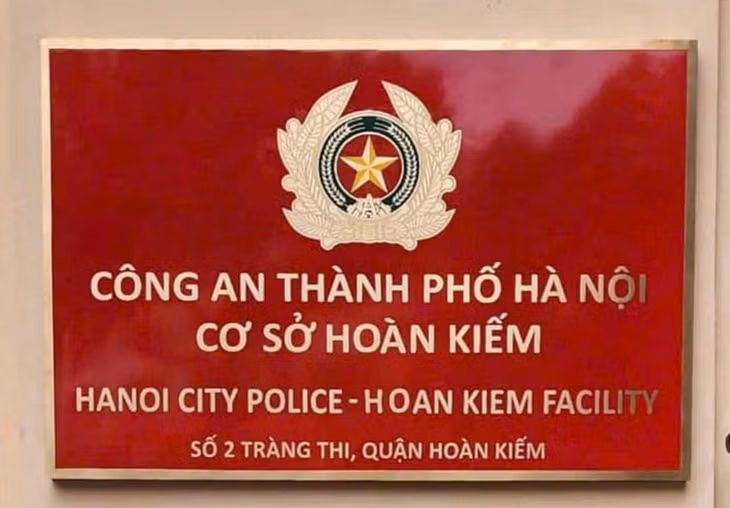 CÔNG AN THÀNH PHỐ HÀ NỘI
CƠ SỞ HOÀN KIẾM
HANOI CITY POLICE - HOAN KIEM FACILITY
SỐ 2 TRÀNG THI, QUẬN HOÀN KIẾM